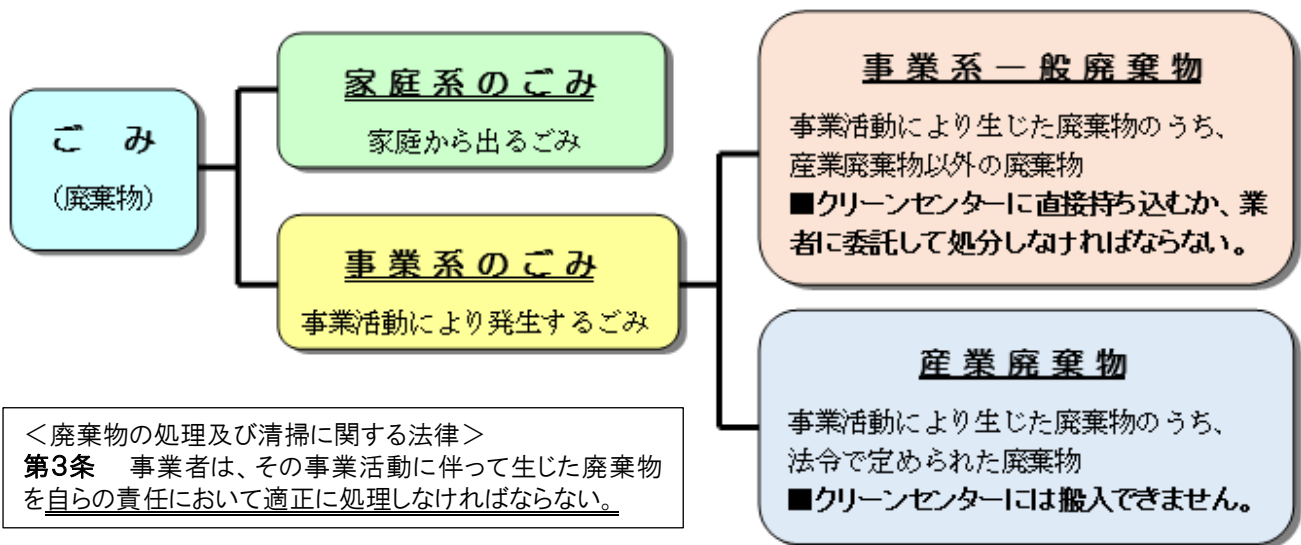 ごみ
(廃棄物)
家庭系のごみ
家庭から出るごみ
事業系のごみ
事業活動により発生するごみ
事業系一般廃棄物
事業活動により生じた廃棄物のうち、
産業廃棄物以外の廃棄物
■クリーンセンターに直接持ち込むか、業
者に委託して処分しなければならない。
産業廃棄物
事業活動により生じた廃棄物のうち、
法令で定められた廃棄物
■クリーンセンターには搬入できません。
＜廃棄物の処理及び清掃に関する法律＞
第3条　事業者は、その事業活動に伴って生じた廃棄物
を自らの責任において適正に処理しなければならない。